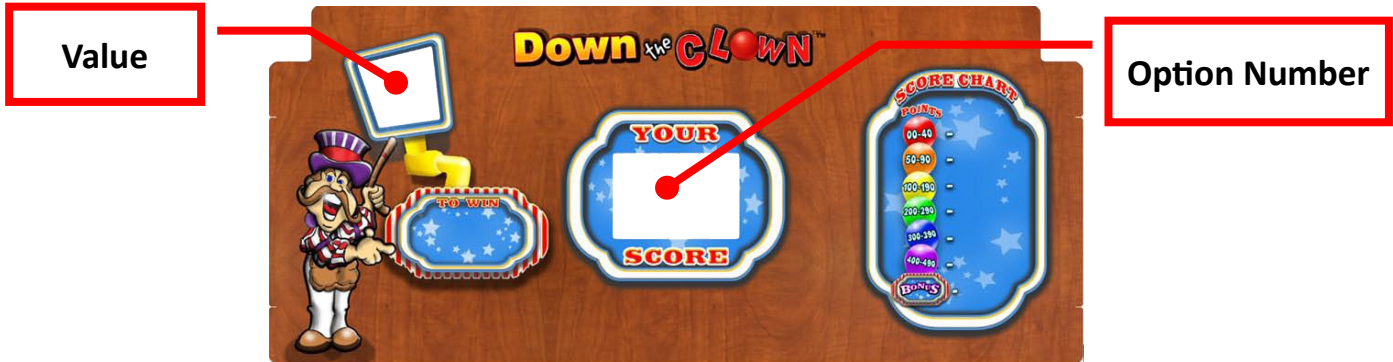 Value
Down the CLOWN™
Option Number
TO WIN
YOUR
SCORE
SCORE CHART
POINTS
00-40 -
50-90 -
100-190 -
200-290 -
300-390 -
400-490 -
BONUS -